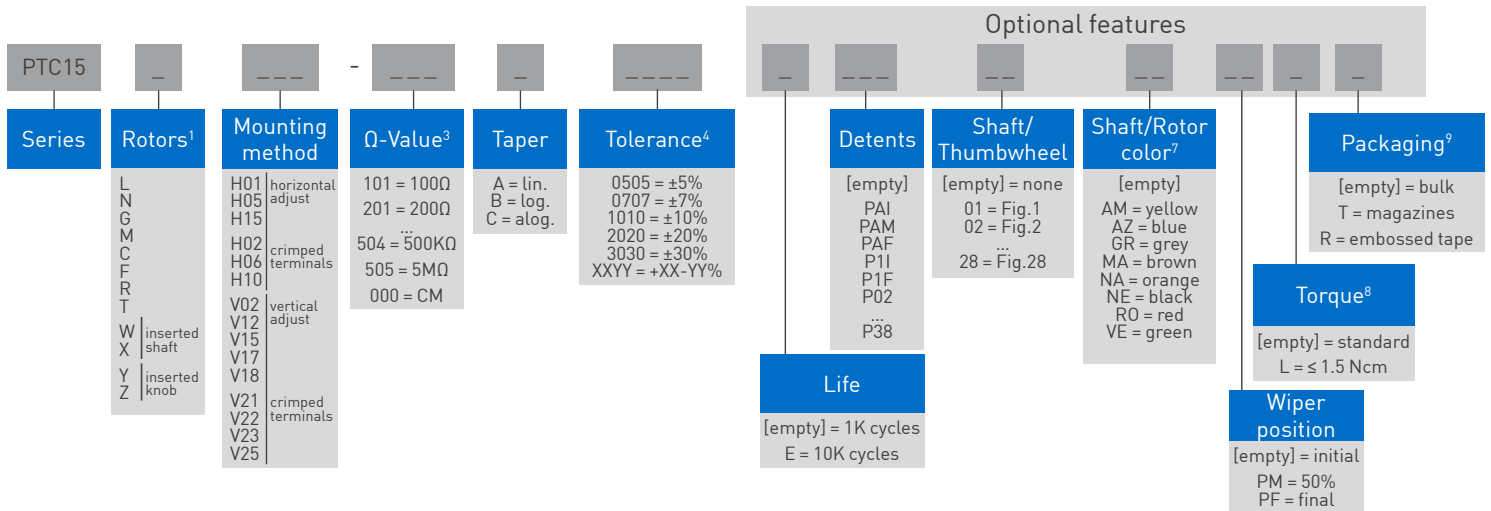 Optional features
PTC15 _ _ _ _ - _ _ _ _ _ _ _ _ _ _ _ _ _ _ _ _ _ _ _ _
Series
Rotors¹
L
N
G
M
C
F
R
T
W
X
inserted
shaft
Y
Z
inserted
knob
Mounting
method
H01
H05
H15
horizontal
adjust
H02
H06
H10
crimped
terminals
V02
V12
V15
V17
V18
vertical
adjust
V21
V22
V23
V25
crimped
terminals
Ω-Value³
101 = 100Ω
201 = 200Ω
...
504 = 500KΩ
505 = 5MΩ
000 = CM
Taper
A = lin.
B = log.
C = alog.
Tolerance⁴
0505 = ±5%
0707 = ±7%
1010 = ±10%
2020 = ±20%
3030 = ±30%
XXYY = +XX-YY%
Life
[empty] = 1K cycles
E = 10K cycles
Detents
[empty]
PAI
PAM
PAF
P1I
P1F
P02
...
P38
Shaft/
Thumbwheel
[empty] = none
01 = Fig.1
02 = Fig.2
...
28 = Fig.28
Shaft/Rotor
color⁷
[empty]
AM = yellow
AZ = blue
GR = grey
MA = brown
NA = orange
NE = black
RO = red
VE = green
Wiper
position
[empty] = initial
PM = 50%
PF = final
Torque⁸
[empty] = standard
L = ≤ 1.5 Ncm
Packaging⁹
[empty] = bulk
T = magazines
R = embossed tape